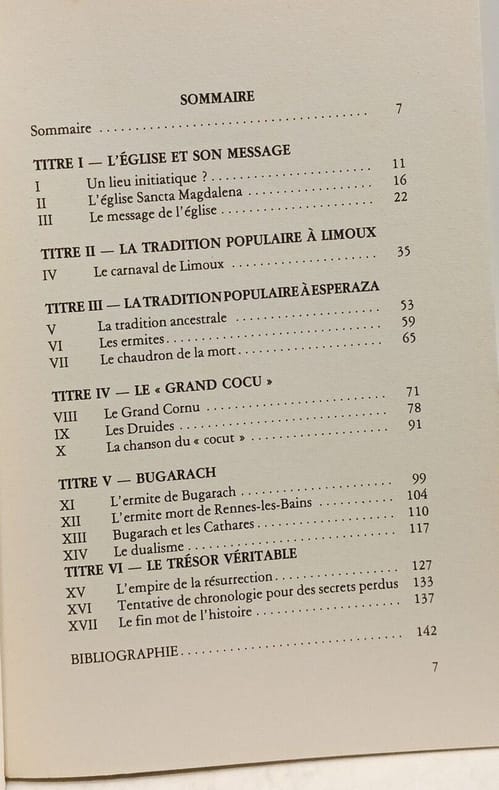 SOMMAIRE
Sommaire .................................... 7
TITRE I — L'ÉGLISE ET SON MESSAGE
I Un lieu initiatique ? ........................ 11
II L'église Sancta Magdalena ................... 16
III Le message de l'église ....................... 22
TITRE II — LA TRADITION POPULAIRE À LIMOUX
IV Le carnaval de Limoux ...................... 35
TITRE III — LA TRADITION POPULAIRE À ESPERAZA
V La tradition ancestrale ...................... 53
VI Les ermites ................................. 59
VII Le chaudron de la mort ...................... 65
TITRE IV — LE « GRAND COCU »
VIII Le Grand Cornu ............................ 71
IX Les Druides ................................. 78
X La chanson du « cocut » ..................... 91
TITRE V — BUGARACH
XI L'ermite de Bugarach ........................ 99
XII L'ermite mort de Rennes-les-Bains ............ 104
XIII Bugarach et les Cathares ..................... 110
XIV Le dualisme ................................. 117
TITRE VI — LE TRÉSOR VÉRITABLE
XV L'empire de la résurrection ................... 127
XVI Tentative de chronologie pour des secrets perdus 133
XVII Le fin mot de l'histoire ...................... 137
BIBLIOGRAPHIE ................................ 142
7